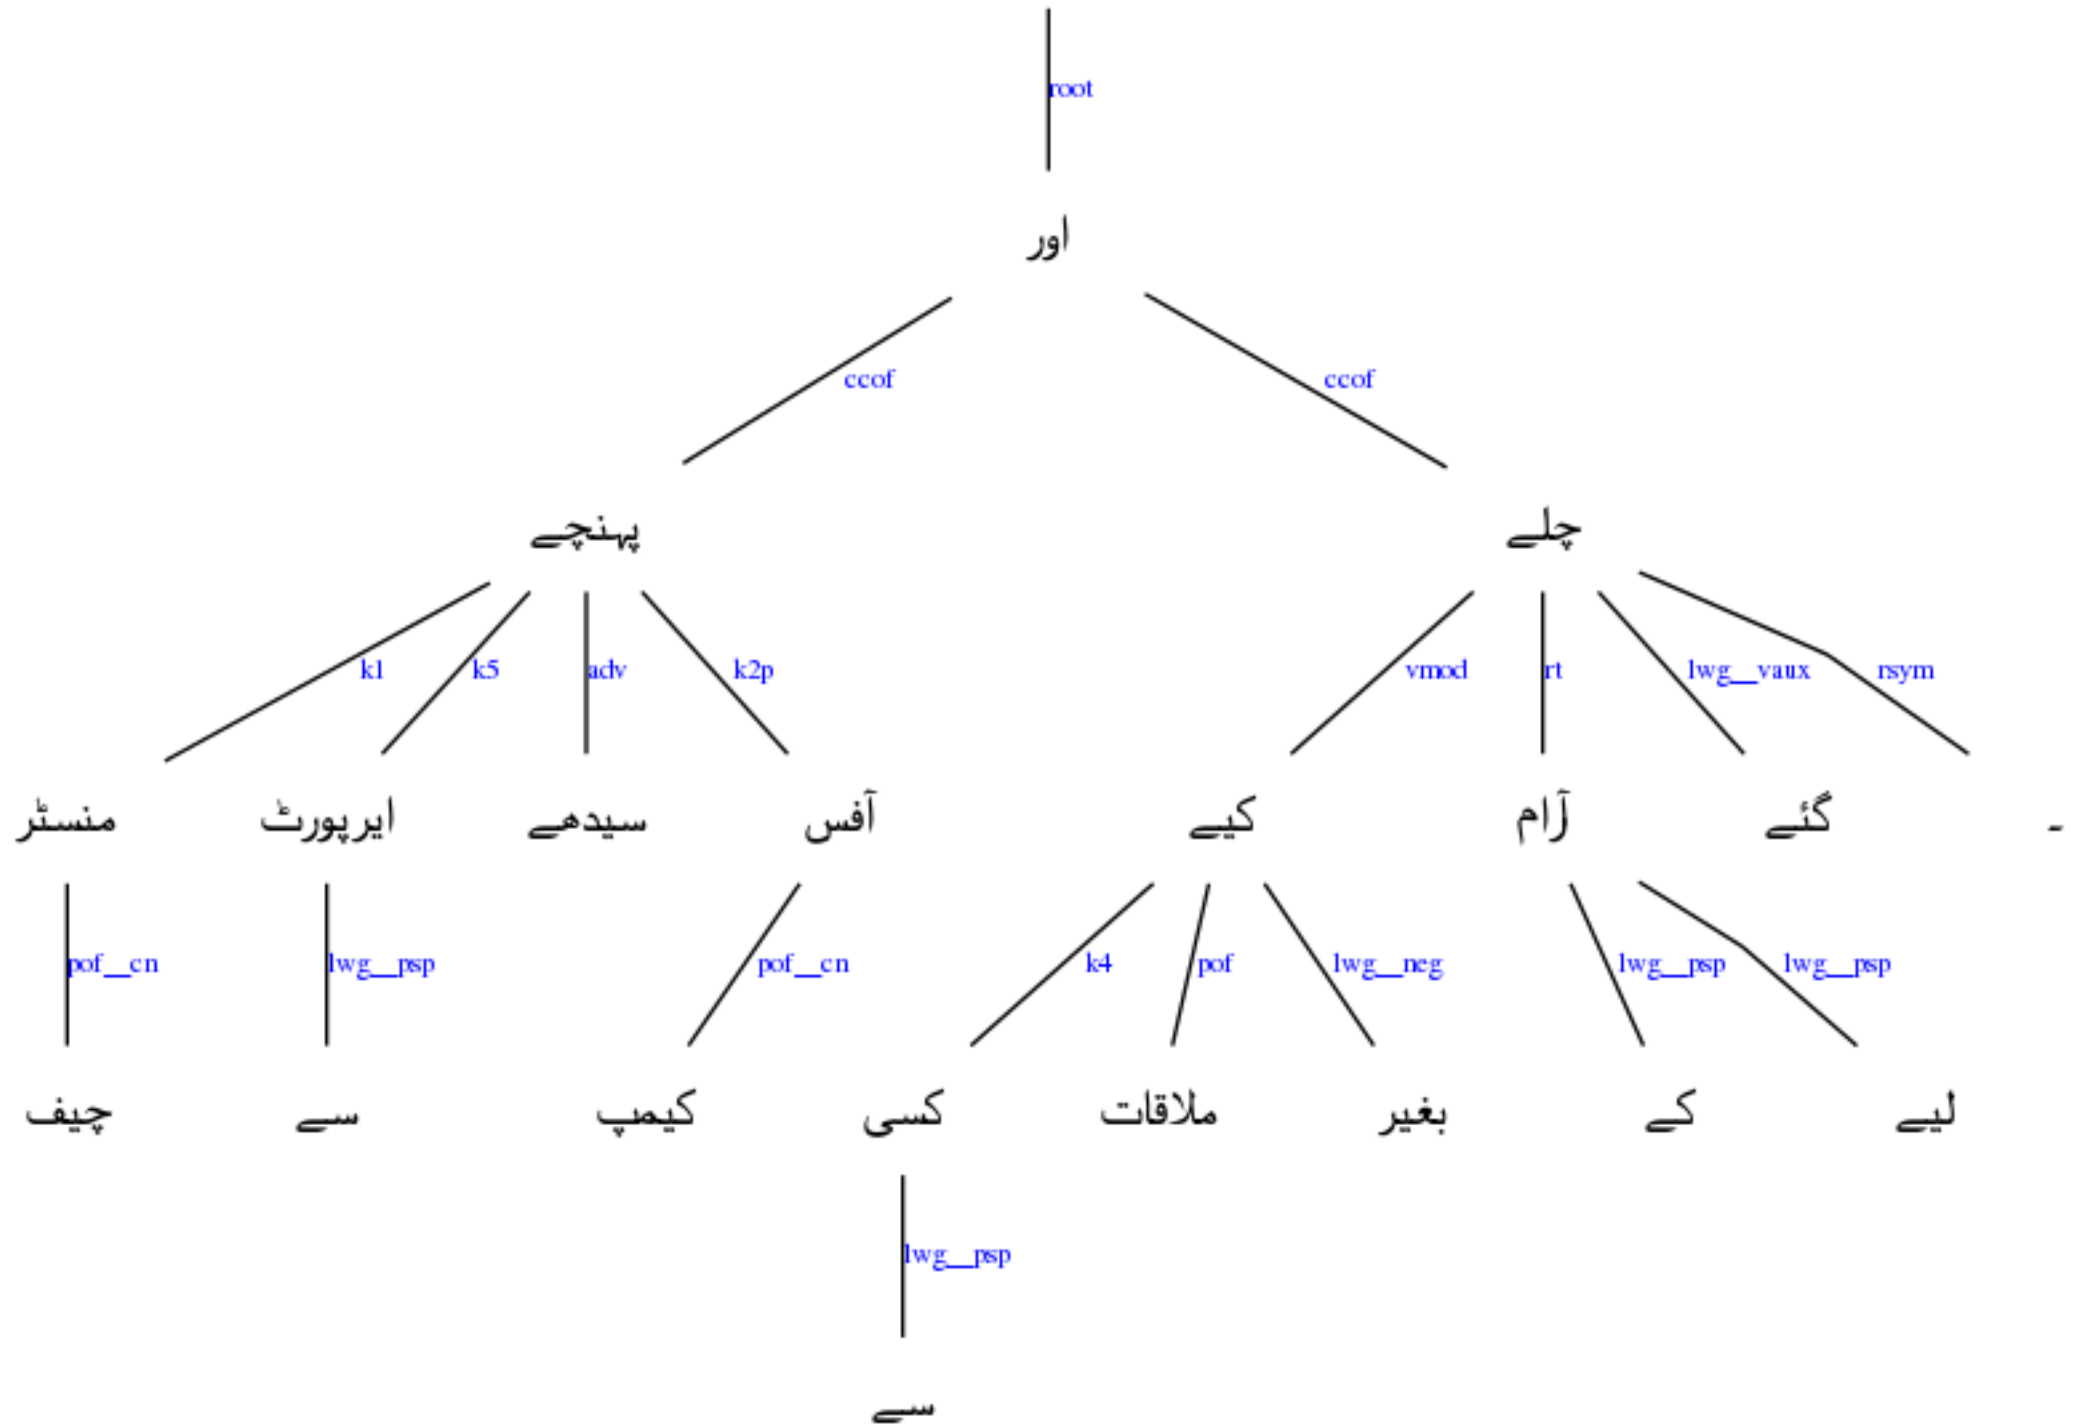 root
اور
ccof ccof
پہنچے چلے
k1 k5 adv k2p vmod rt lwg__vaux rsym
منسٹر ایرپورٹ سیدھے آفس کیے آرام گئے ۔
pof__cn lwg__psp pof__cn k4 pof lwg__neg lwg__psp lwg__psp
چیف سے کیمپ کسی ملاقات بغیر کے لیے
lwg__psp
سے